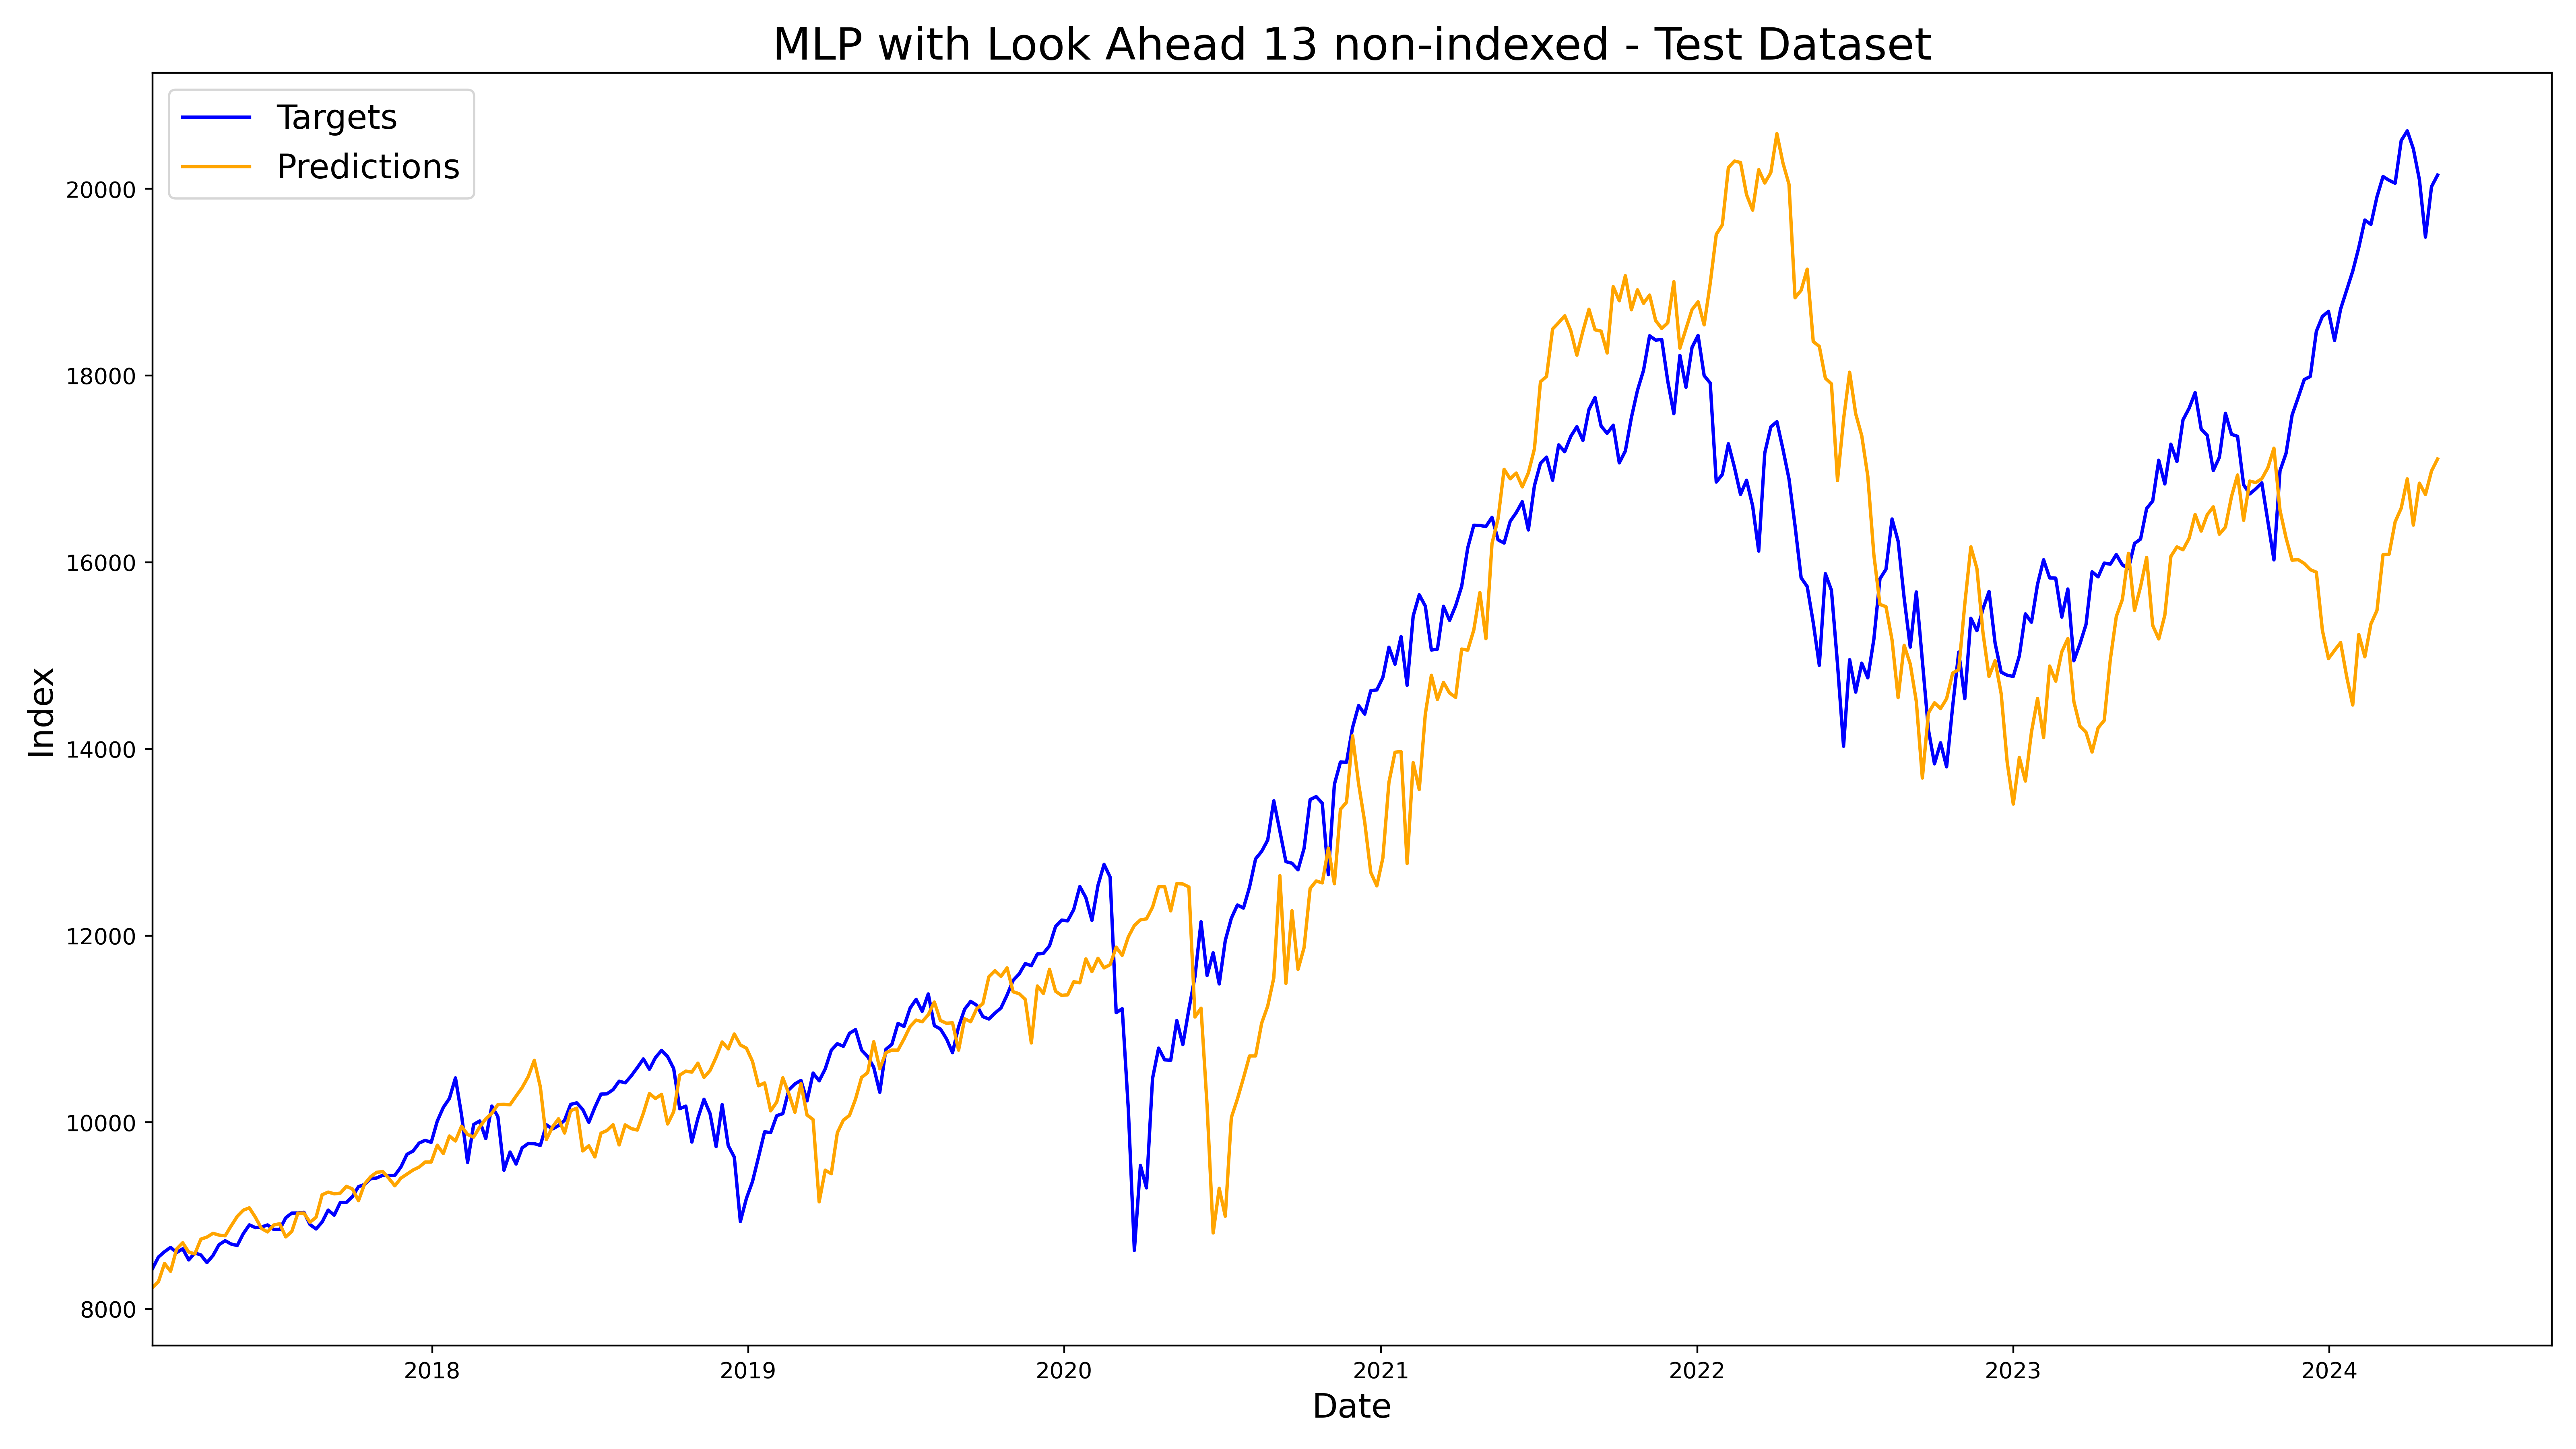 MLP with Look Ahead 13 non-indexed - Test Dataset
Targets
Predictions
20000
18000
16000
14000
12000
10000
8000
Index
2018 2019 2020 2021 2022 2023 2024
Date